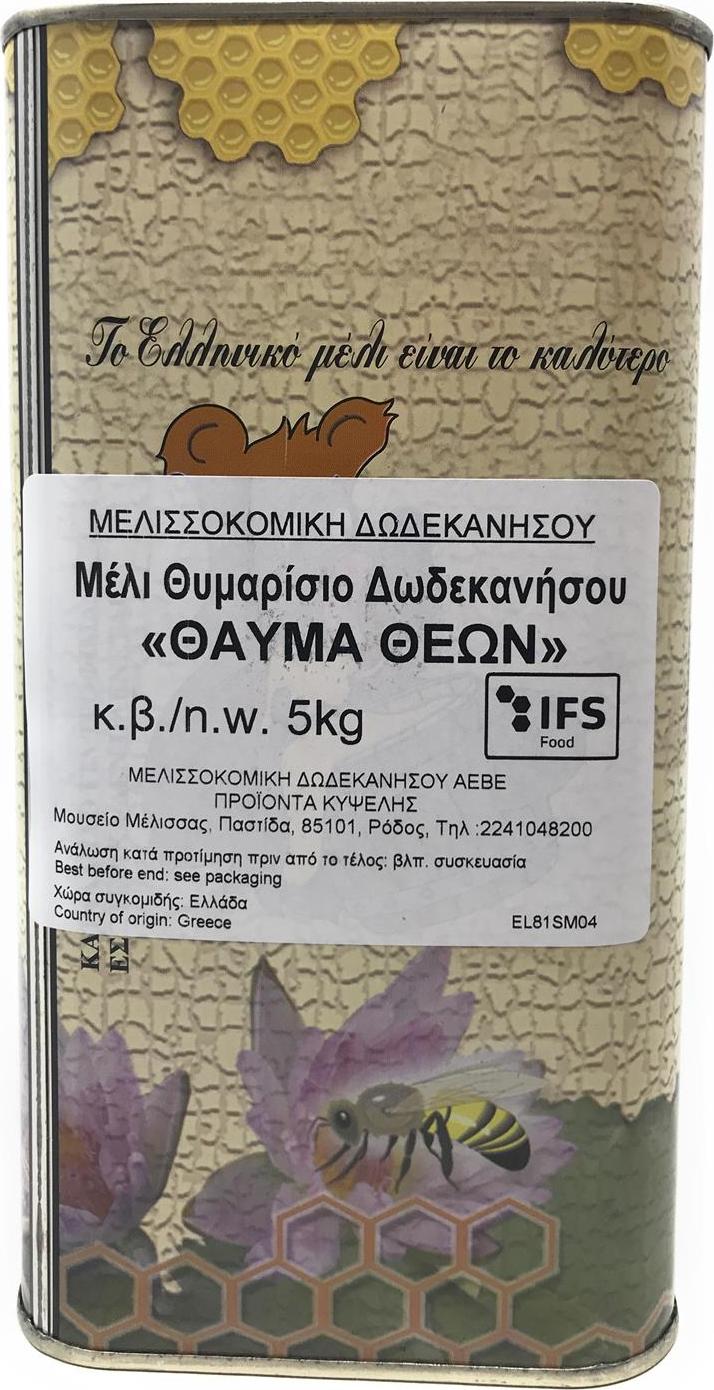 Το Ελληνικό μέλι είναι το καλύτερο
ΜΕΛΙΣΣΟΚΟΜΙΚΗ ΔΩΔΕΚΑΝΗΣΟΥ
Μέλι Θυμαρίσιο Δωδεκανήσου
«ΘΑΥΜΑ ΘΕΩΝ»
κ.β./n.w. 5kg
IFS
Food
ΜΕΛΙΣΣΟΚΟΜΙΚΗ ΔΩΔΕΚΑΝΗΣΟΥ ΑΕΒΕ
ΠΡΟΪΟΝΤΑ ΚΥΨΕΛΗΣ
Μουσείο Μέλισσας, Παστίδα, 85101, Ρόδος, Τηλ :2241048200
Ανάλωση κατά προτίμηση πριν από το τέλος: βλπ. συσκευασία
Best before end: see packaging
Χώρα συγκομιδής: Ελλάδα
Country of origin: Greece
EL81SM04